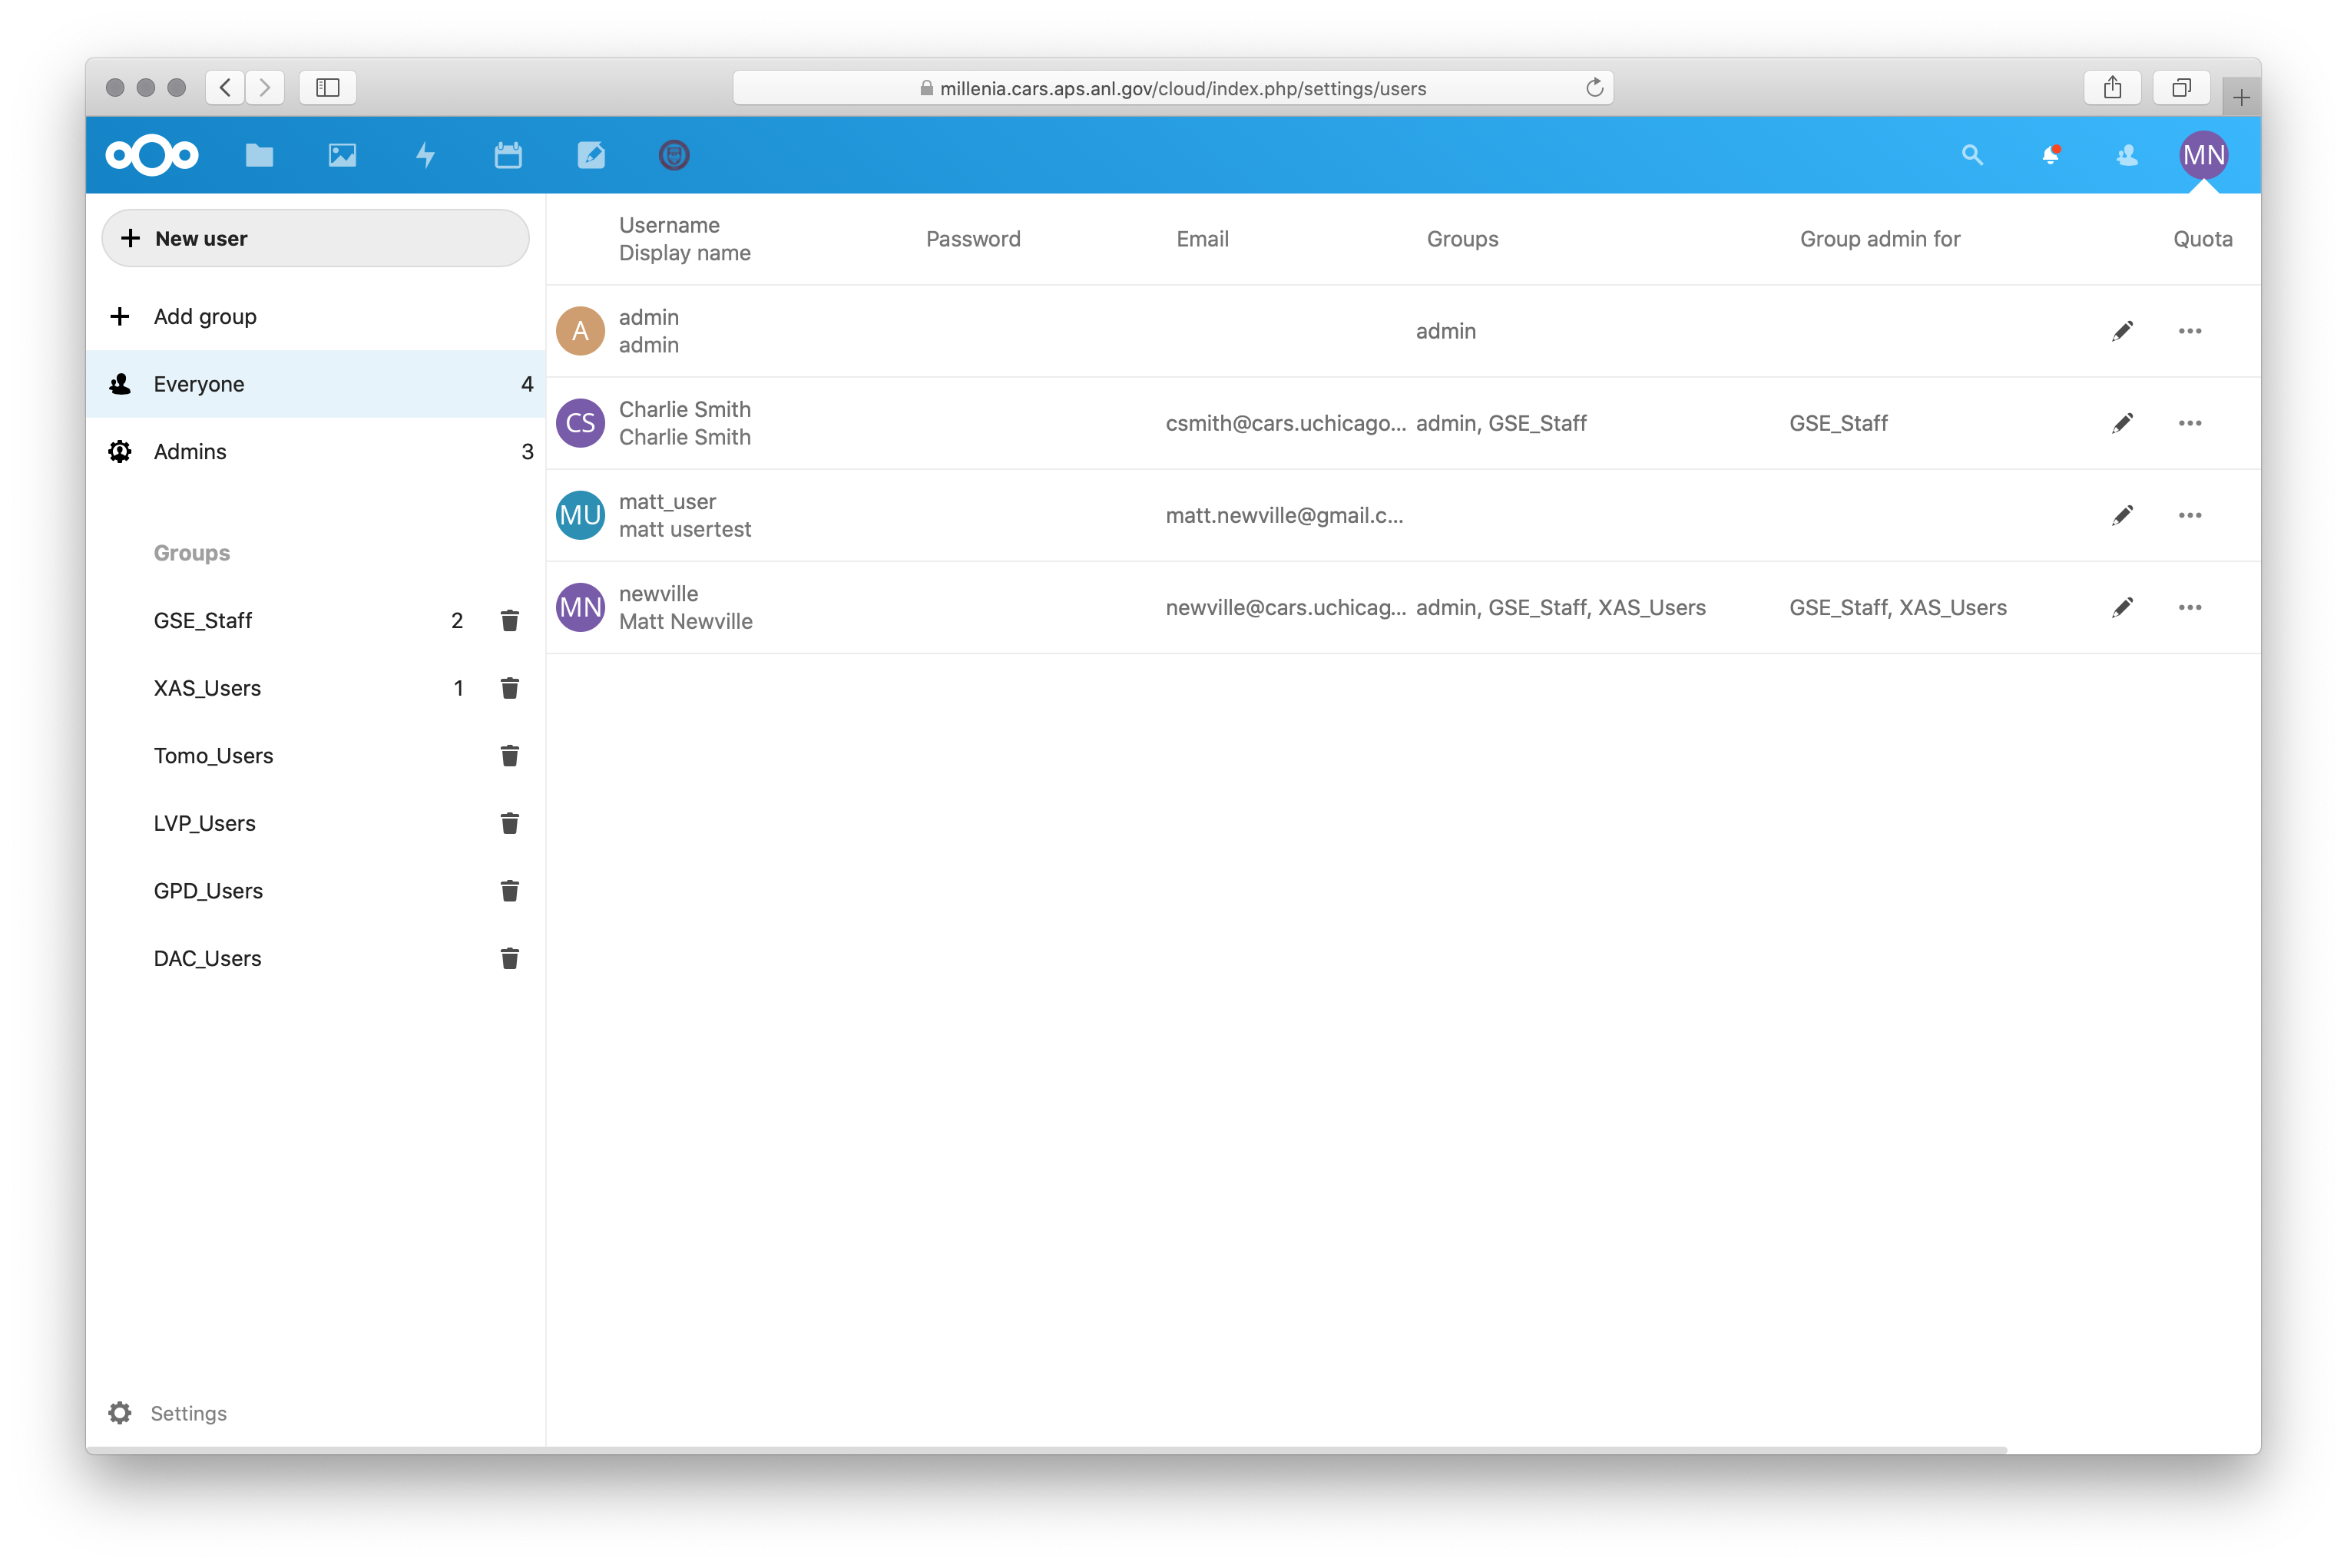 millenia.cars.aps.anl.gov/cloud/index.php/settings/users
MN
New user
Add group
Everyone 4
Admins 3
Groups
GSE_Staff 2
XAS_Users 1
Tomo_Users
LVP_Users
GPD_Users
DAC_Users
Settings
Username
Display name
Password Email Groups Group admin for Quota
A
admin
admin
admin
CS
Charlie Smith
Charlie Smith
csmith@cars.uchicago... admin, GSE_Staff GSE_Staff
MU
matt_user
matt usertest
matt.newville@gmail.c...
MN
newville
Matt Newville
newville@cars.uchicag... admin, GSE_Staff, XAS_Users GSE_Staff, XAS_Users